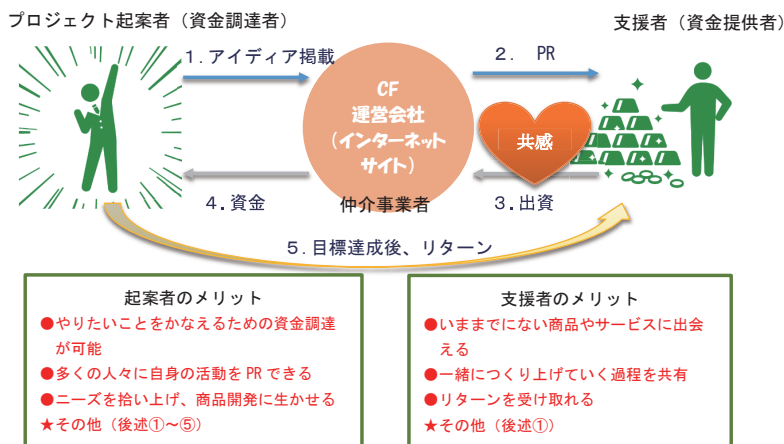 プロジェクト起案者（資金調達者）
支援者（資金提供者）
1.アイディア掲載
2. PR
CF
運営会社
（インターネット
サイト）
共感
4.資金
仲介事業者
3.出資
5.目標達成後、リターン
起案者のメリット
●やりたいことをかなえるための資金調達
が可能
●多くの人々に自身の活動を PR できる
●ニーズを拾い上げ、商品開発に生かせる
★その他（後述①～⑤）
支援者のメリット
●いままでにない商品やサービスに出会
える
●一緒につくり上げていく過程を共有
●リターンを受け取れる
★その他（後述①）